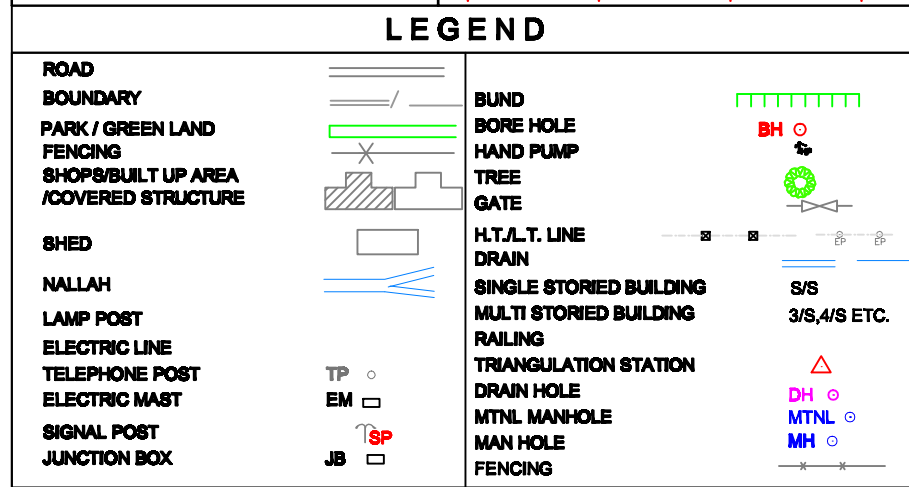 LEGEND
ROAD
BOUNDARY
PARK / GREEN LAND
FENCING
SHOPS/BUILT UP AREA
/COVERED STRUCTURE
SHED
NALLAH
LAMP POST
ELECTRIC LINE
TELEPHONE POST TP
ELECTRIC MAST EM
SIGNAL POST SP
JUNCTION BOX JB
BUND
BORE HOLE BH
HAND PUMP
TREE
GATE
H.T./L.T. LINE EP EP
DRAIN
SINGLE STORIED BUILDING S/S
MULTI STORIED BUILDING 3/S,4/S ETC.
RAILING
TRIANGULATION STATION
DRAIN HOLE DH
MTNL MANHOLE MTNL
MAN HOLE MH
FENCING